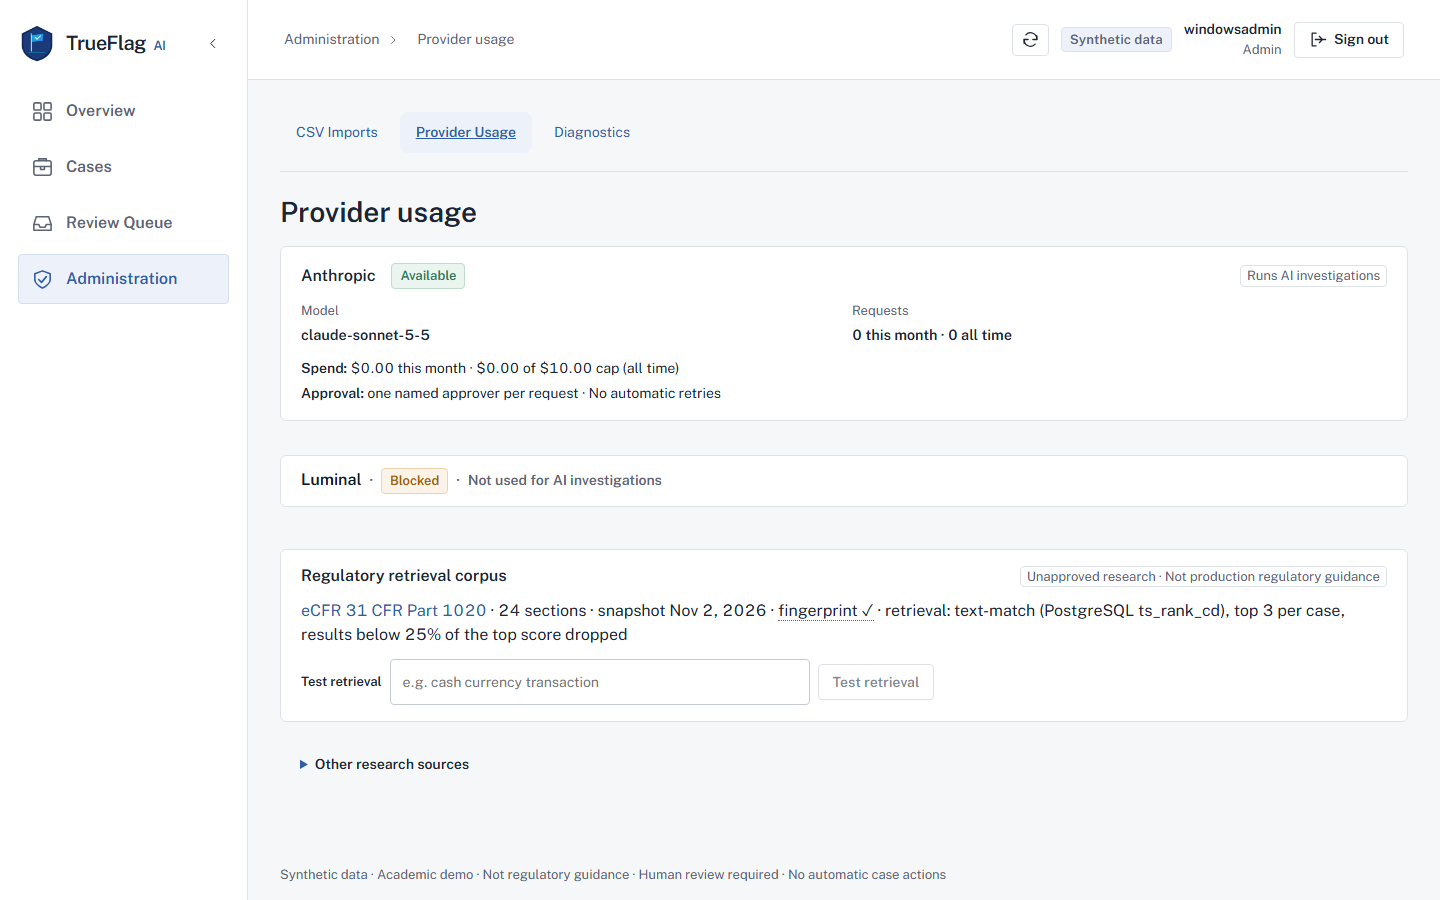 TrueFlag AI
Overview
Cases
Review Queue
Administration
Administration > Provider usage
Synthetic data
windowsadmin
Admin
Sign out
CSV Imports
Provider Usage
Diagnostics
Provider usage
Anthropic
Available
Runs AI investigations
Model
claude-sonnet-5-5
Requests
0 this month · 0 all time
Spend: $0.00 this month · $0.00 of $10.00 cap (all time)
Approval: one named approver per request · No automatic retries
Luminal · Blocked · Not used for AI investigations
Regulatory retrieval corpus
Unapproved research · Not production regulatory guidance
eCFR 31 CFR Part 1020 · 24 sections · snapshot Nov 2, 2026 · fingerprint ✓ · retrieval: text-match (PostgreSQL ts_rank_cd), top 3 per case,
results below 25% of the top score dropped
Test retrieval
e.g. cash currency transaction
Test retrieval
Other research sources
Synthetic data · Academic demo · Not regulatory guidance · Human review required · No automatic case actions